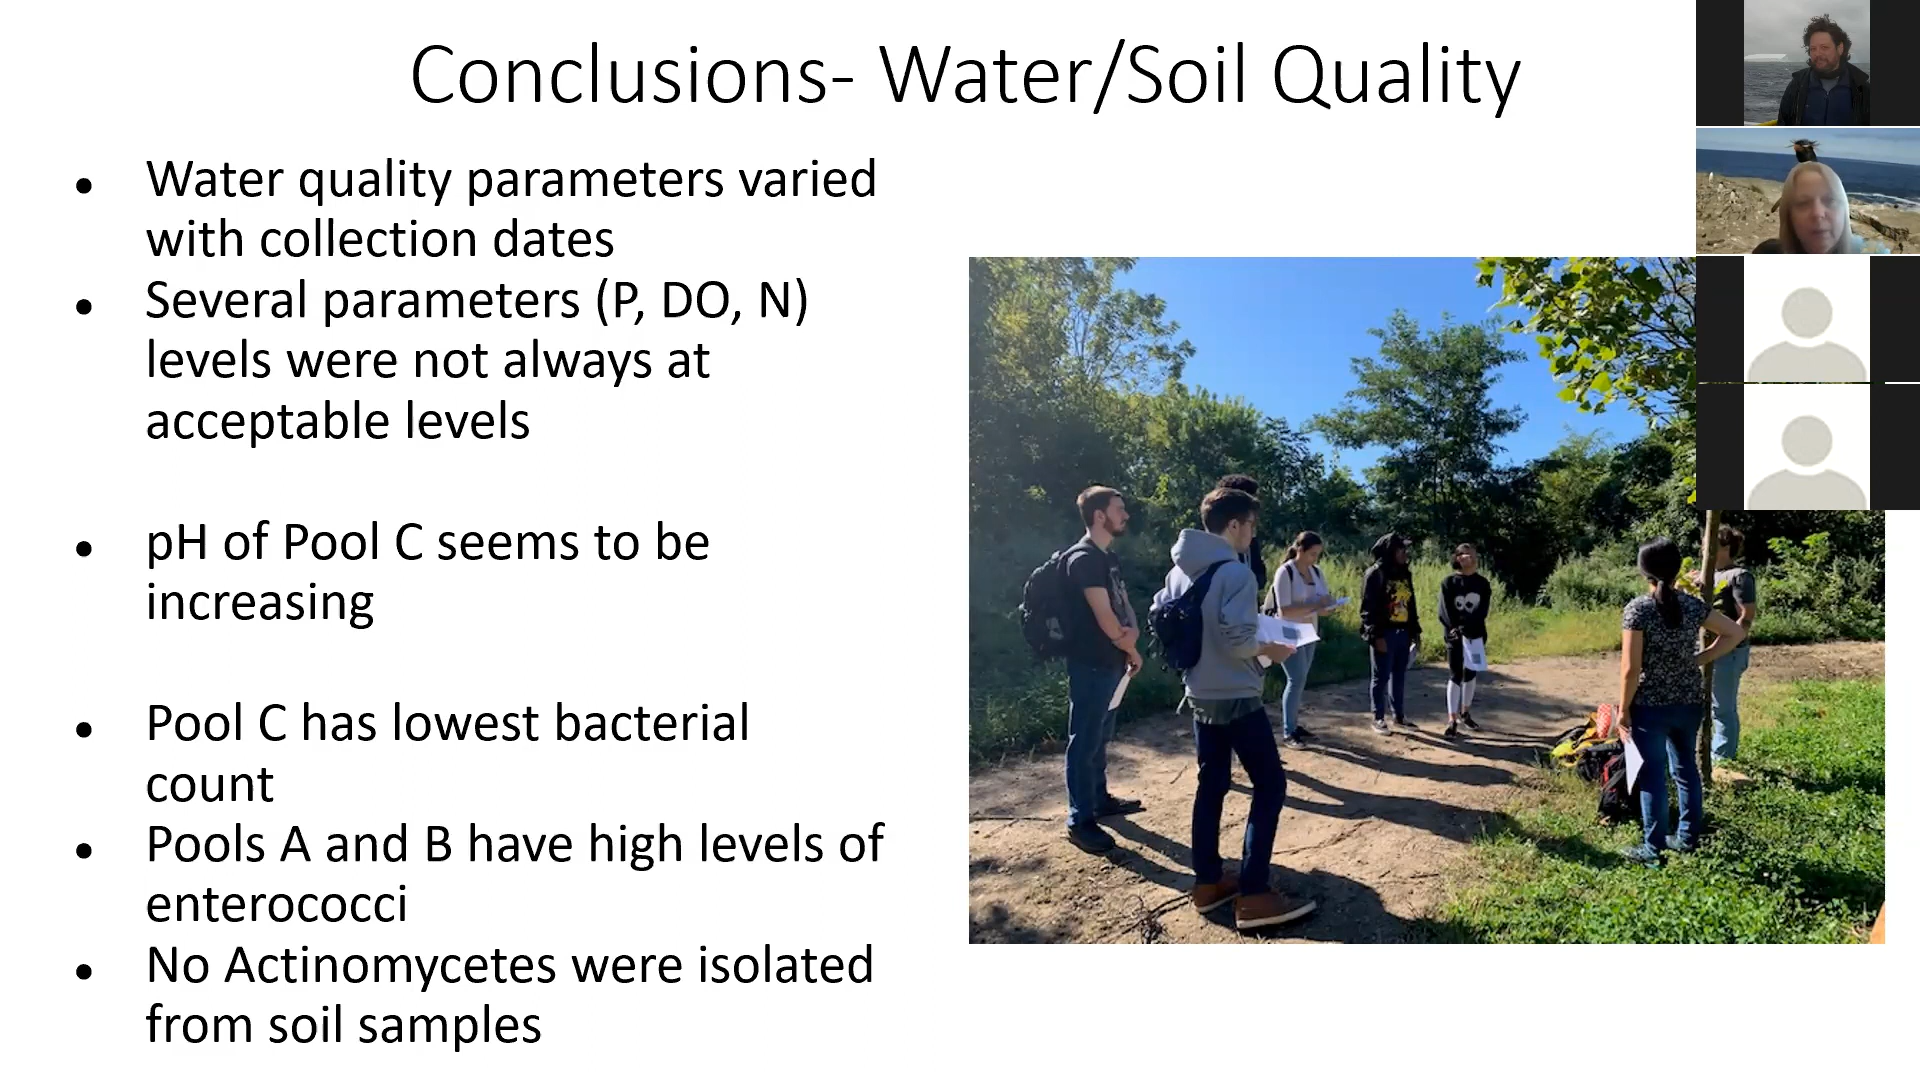 Conclusions- Water/Soil Quality
● Water quality parameters varied
with collection dates
● Several parameters (P, DO, N)
levels were not always at
acceptable levels
● pH of Pool C seems to be
increasing
● Pool C has lowest bacterial
count
● Pools A and B have high levels of
enterococci
● No Actinomycetes were isolated
from soil samples